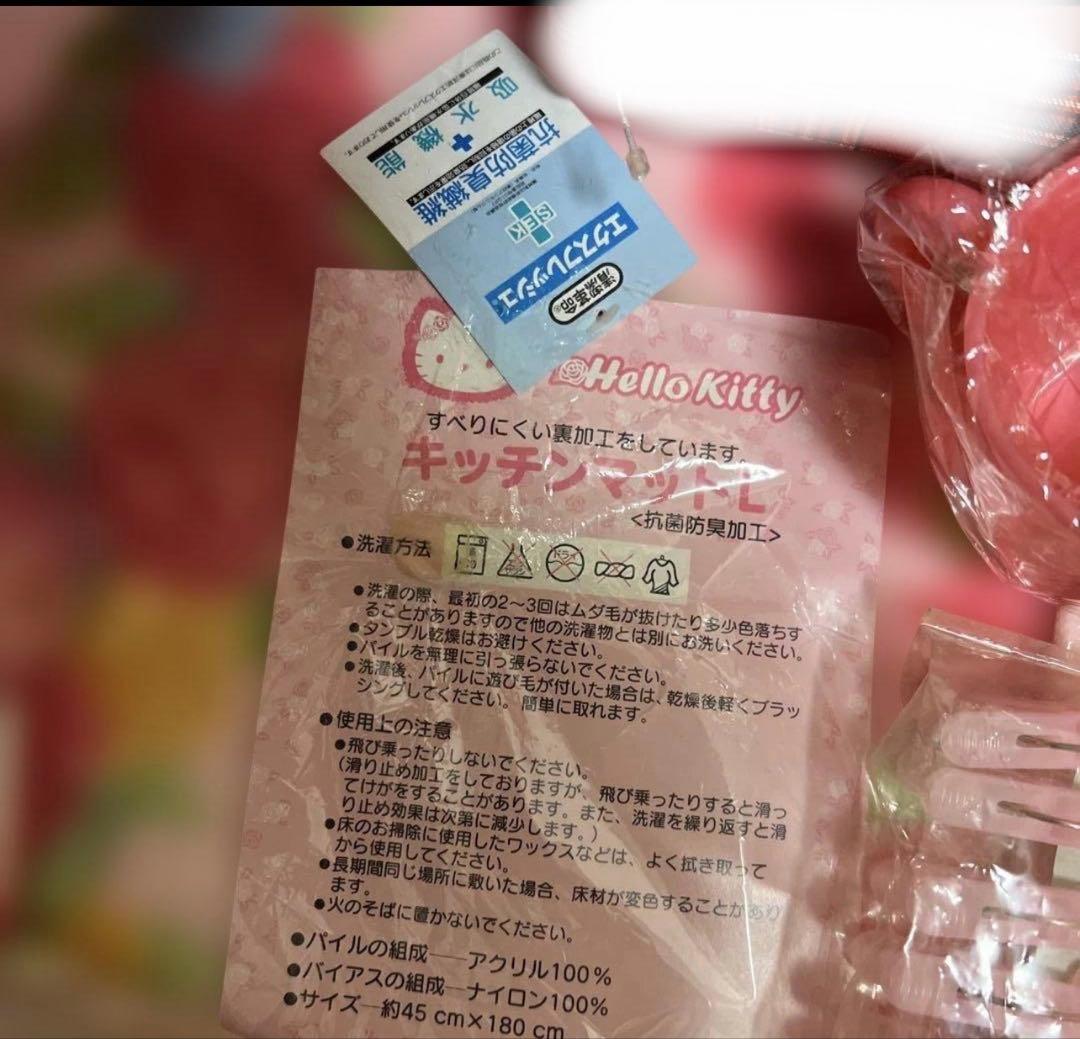 清潔革命
エクスフレッシュ®
SEK
抗菌防臭繊維
吸水+機能
Hello Kitty
すべりにくい裏加工をしています。
キッチンマットL
<抗菌防臭加工>
●洗濯方法
ドライ
●洗濯の際、最初の2〜3回はムダ毛が抜けたり多少色落ちす
ることがありますので他の洗濯物とは別にお洗いください。
●タンブル乾燥はお避けください。
●パイルを無理に引っ張らないでください。
●洗濯後、パイルに遊び毛が付いた場合は、乾燥後軽くブラッ
シングしてください。簡単に取れます。
●使用上の注意
●飛び乗ったりしないでください。
(滑り止め加工をしておりますが、飛び乗ったりすると滑っ
てけがをすることがあります。また、洗濯を繰り返すと滑
り止め効果は次第に減少します。)
●床のお掃除に使用したワックスなどは、よく拭き取って
から使用してください。
●長期間同じ場所に敷いた場合、床材が変色することがあり
ます。
●火のそばに置かないでください。
●パイルの組成―アクリル100%
●バイアスの組成―ナイロン100%
●サイズ―約45 cm×180 cm